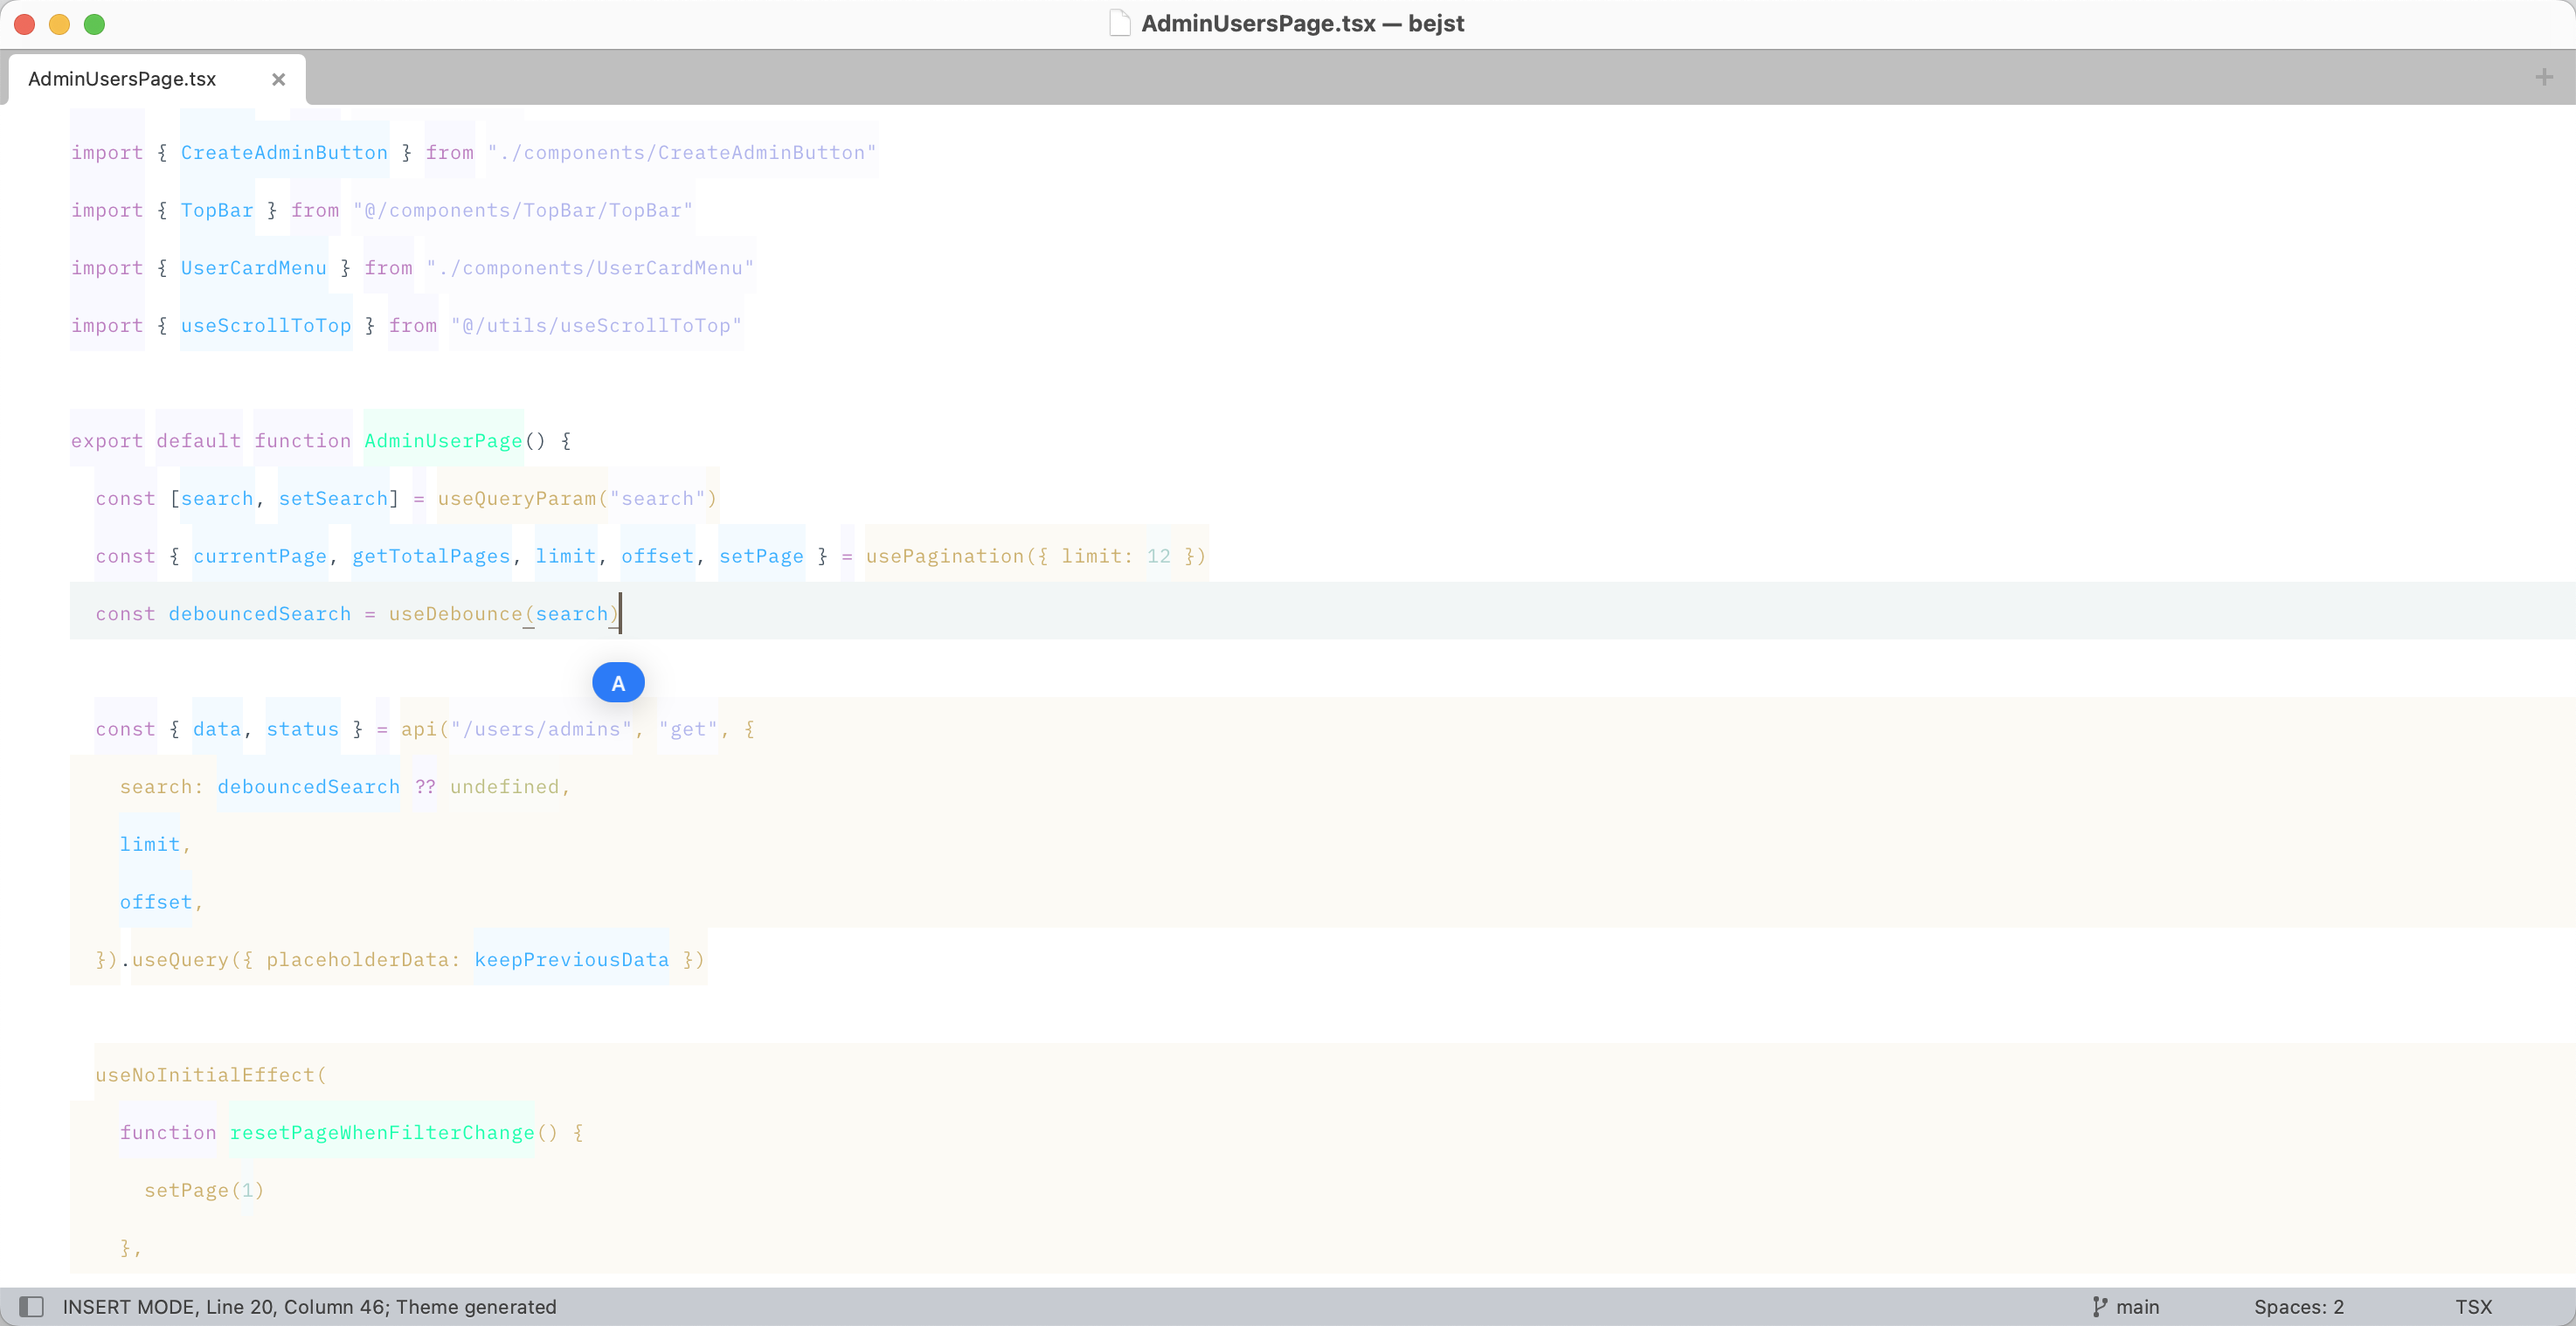 AdminUsersPage.tsx — bejst
AdminUsersPage.tsx
import { CreateAdminButton } from "./components/CreateAdminButton"
import { TopBar } from "@/components/TopBar/TopBar"
import { UserCardMenu } from "./components/UserCardMenu"
import { useScrollToTop } from "@/utils/useScrollToTop"
export default function AdminUserPage() {
const [search, setSearch] = useQueryParam("search")
const { currentPage, getTotalPages, limit, offset, setPage } = usePagination({ limit: 12 })
const debouncedSearch = useDebounce(search)
A
const { data, status } = api("/users/admins", "get", {
search: debouncedSearch ?? undefined,
limit,
offset,
}).useQuery({ placeholderData: keepPreviousData })
useNoInitialEffect(
function resetPageWhenFilterChange() {
setPage(1)
},
INSERT MODE, Line 20, Column 46; Theme generated
main
Spaces: 2
TSX